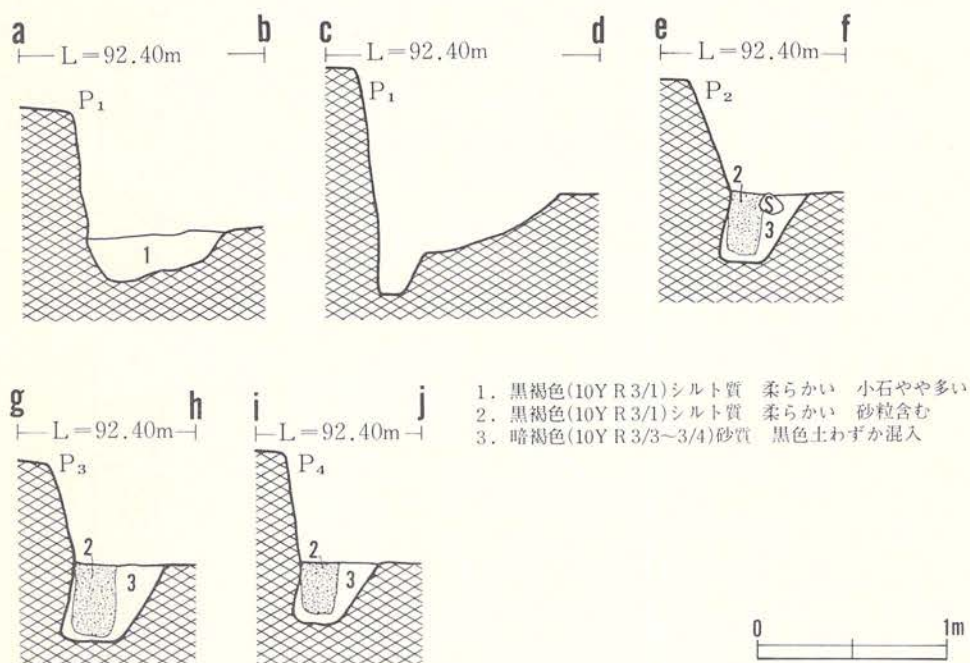 a b c d e f
L=92.40m L=92.40m L=92.40m
P₁ P₁ P₂
2
S
1 3
g h i j
L=92.40m L=92.40m
P₃ P₄
2 2
3 3
1. 黒褐色(10YR3/1)シルト質 柔らかい 小石やや多い
2. 黒褐色(10YR3/1)シルト質 柔らかい 砂粒含む
3. 暗褐色(10YR3/3~3/4)砂質 黒色土わずか混入
0 1m